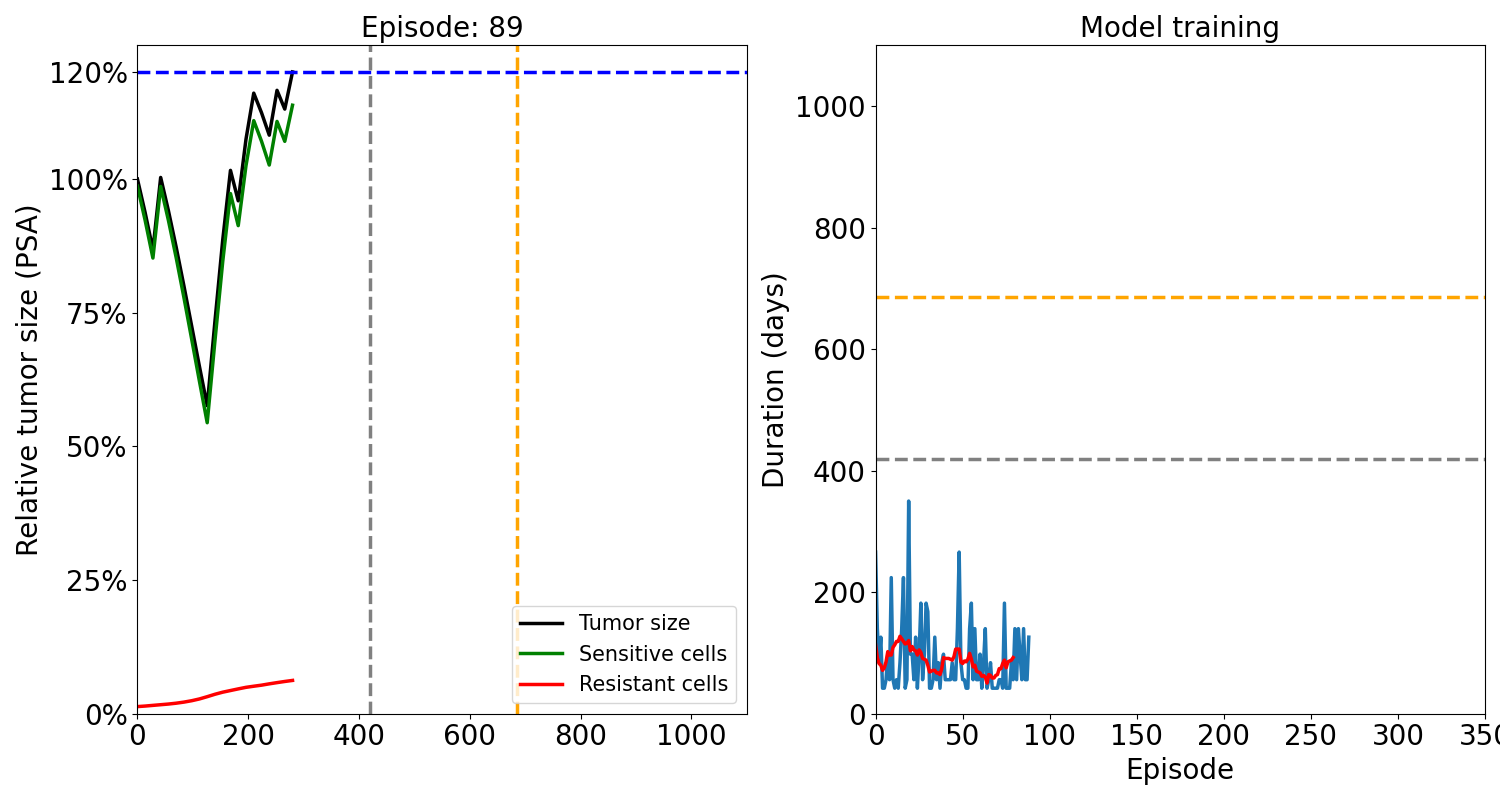 Episode: 89
Relative tumor size (PSA)
120%
100%
75%
50%
25%
0%
0 200 400 600 800 1000
Tumor size
Sensitive cells
Resistant cells
Model training
Duration (days)
1000
800
600
400
200
0
0 50 100 150 200 250 300 350
Episode